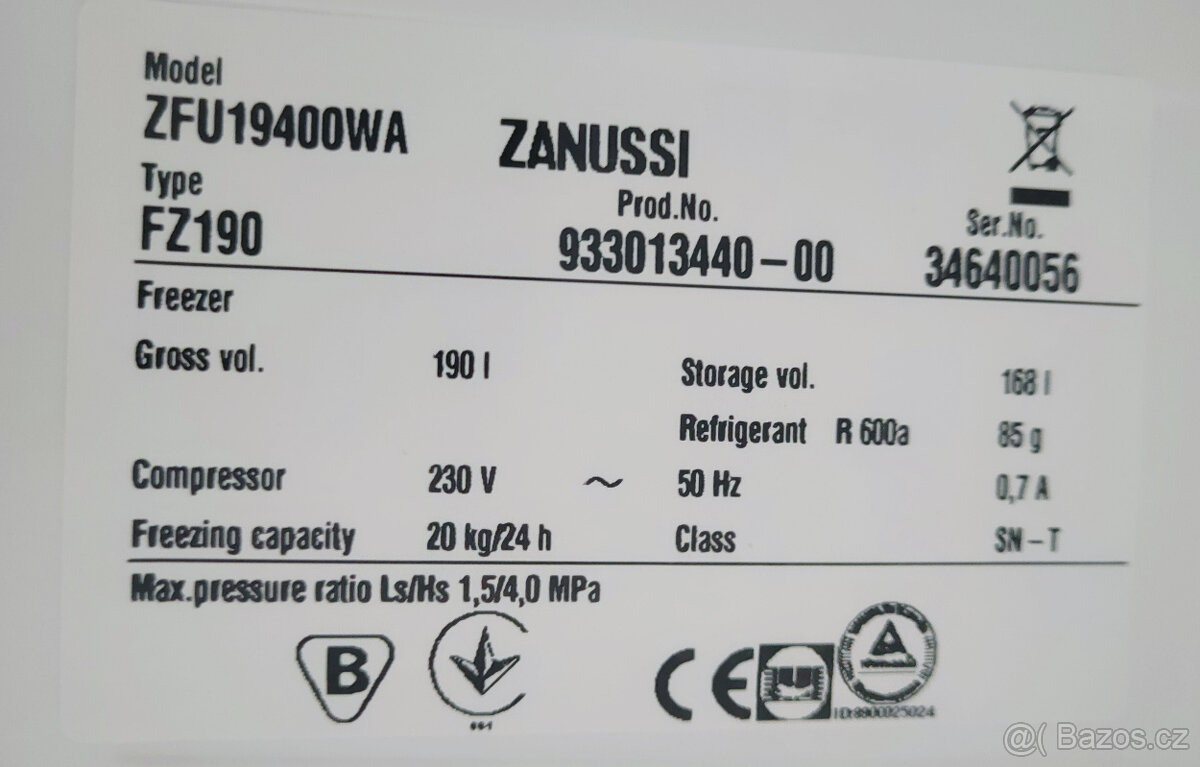 Model
ZFU19400WA
ZANUSSI
Type
FZ190
Prod.No.
933013440-00
Ser.No.
34640056
Freezer
Gross vol. 190 l Storage vol. 168 l
Refrigerant R 600a 85 g
Compressor 230 V ~ 50 Hz 0,7 A
Freezing capacity 20 kg/24 h Class SN-T
Max.pressure ratio Ls/Hs 1,5/4,0 MPa
B
CE
@( Bazos.cz